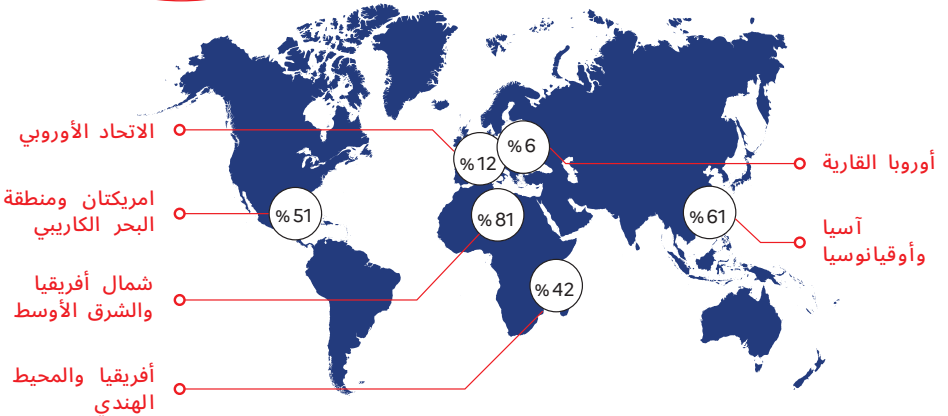 الاتحاد الأوروبي
امريكتان ومنطقة
البحر الكاريبي
شمال أفريقيا
والشرق الأوسط
أفريقيا والمحيط
الهندي
أوروبا القارية
آسيا
وأوقيانوسيا
%12
%6
%51
%81
%61
%42